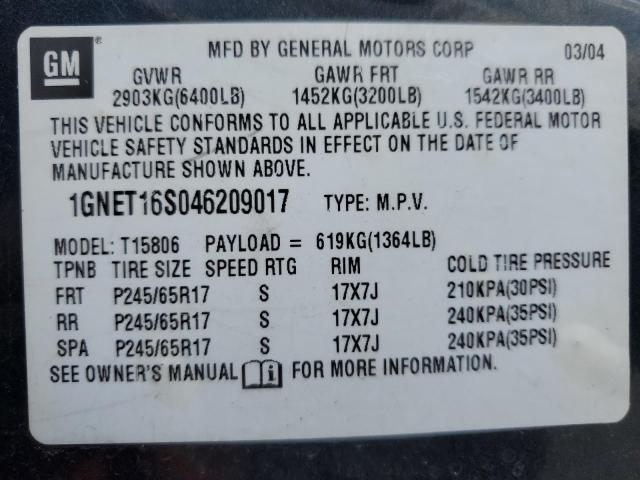 GM ® MFD BY GENERAL MOTORS CORP 03/04
GVWR GAWR FRT GAWR RR
2903KG(6400LB) 1452KG(3200LB) 1542KG(3400LB)
THIS VEHICLE CONFORMS TO ALL APPLICABLE U.S. FEDERAL MOTOR
VEHICLE SAFETY STANDARDS IN EFFECT ON THE DATE OF
MANUFACTURE SHOWN ABOVE.
1GNET16S046209017 TYPE: M.P.V.
MODEL: T15806 PAYLOAD = 619KG(1364LB)
TPNB TIRE SIZE SPEED RTG RIM COLD TIRE PRESSURE
FRT P245/65R17 S 17X7J 210KPA(30PSI)
RR P245/65R17 S 17X7J 240KPA(35PSI)
SPA P245/65R17 S 17X7J 240KPA(35PSI)
SEE OWNER'S MANUAL i FOR MORE INFORMATION.